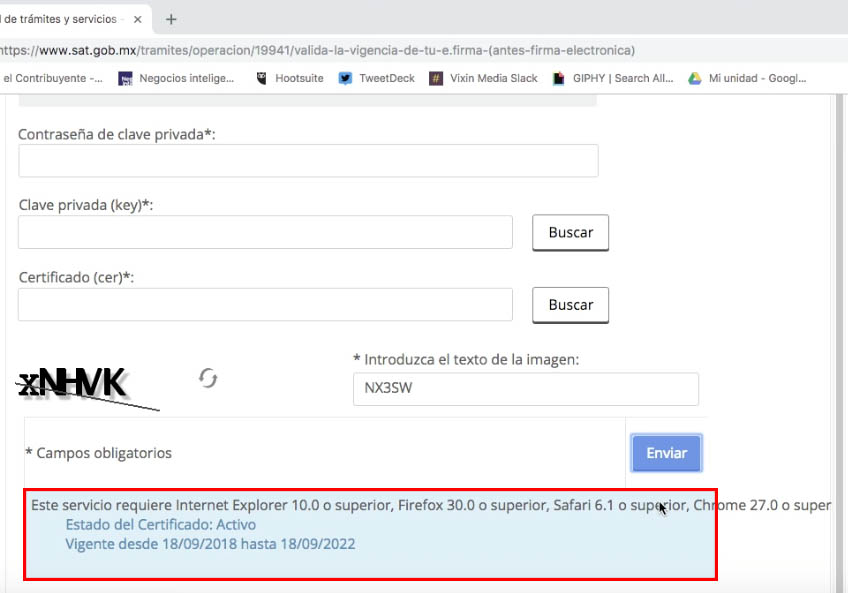 l de trámites y servicios
https://www.sat.gob.mx/tramites/operacion/19941/valida-la-vigencia-de-tu-e.firma-(antes-firma-electronica)
el Contribuyente -... Negocios intelige... Hootsuite TweetDeck # Vixin Media Slack GIPHY | Search All... Mi unidad - Googl...
Contraseña de clave privada*:
Clave privada (key)*:
Buscar
Certificado (cer)*:
Buscar
* Introduzca el texto de la imagen:
xNHVK
NX3SW
* Campos obligatorios
Enviar
Este servicio requiere Internet Explorer 10.0 o superior, Firefox 30.0 o superior, Safari 6.1 o superior, Chrome 27.0 o super
Estado del Certificado: Activo
Vigente desde 18/09/2018 hasta 18/09/2022